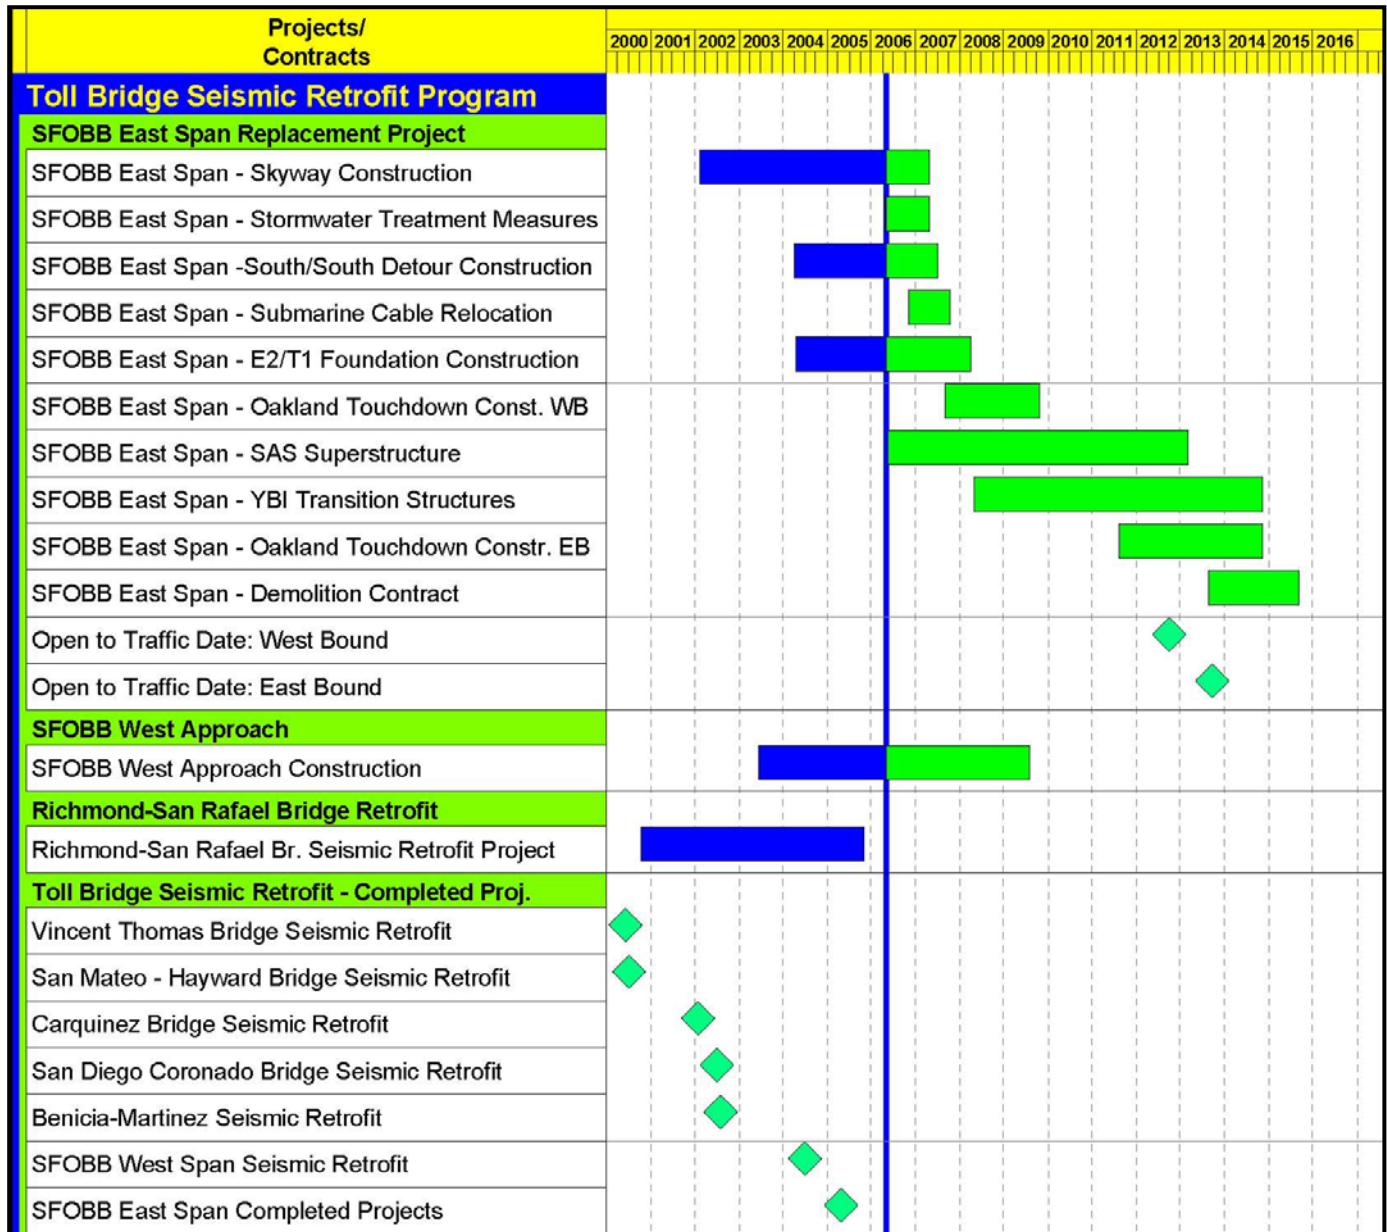 Projects/
Contracts
2000 2001 2002 2003 2004 2005 2006 2007 2008 2009 2010 2011 2012 2013 2014 2015 2016
Toll Bridge Seismic Retrofit Program
SFOBB East Span Replacement Project
SFOBB East Span - Skyway Construction
SFOBB East Span - Stormwater Treatment Measures
SFOBB East Span -South/South Detour Construction
SFOBB East Span - Submarine Cable Relocation
SFOBB East Span - E2/T1 Foundation Construction
SFOBB East Span - Oakland Touchdown Const. WB
SFOBB East Span - SAS Superstructure
SFOBB East Span - YBI Transition Structures
SFOBB East Span - Oakland Touchdown Constr. EB
SFOBB East Span - Demolition Contract
Open to Traffic Date: West Bound
Open to Traffic Date: East Bound
SFOBB West Approach
SFOBB West Approach Construction
Richmond-San Rafael Bridge Retrofit
Richmond-San Rafael Br. Seismic Retrofit Project
Toll Bridge Seismic Retrofit - Completed Proj.
Vincent Thomas Bridge Seismic Retrofit
San Mateo - Hayward Bridge Seismic Retrofit
Carquinez Bridge Seismic Retrofit
San Diego Coronado Bridge Seismic Retrofit
Benicia-Martinez Seismic Retrofit
SFOBB West Span Seismic Retrofit
SFOBB East Span Completed Projects